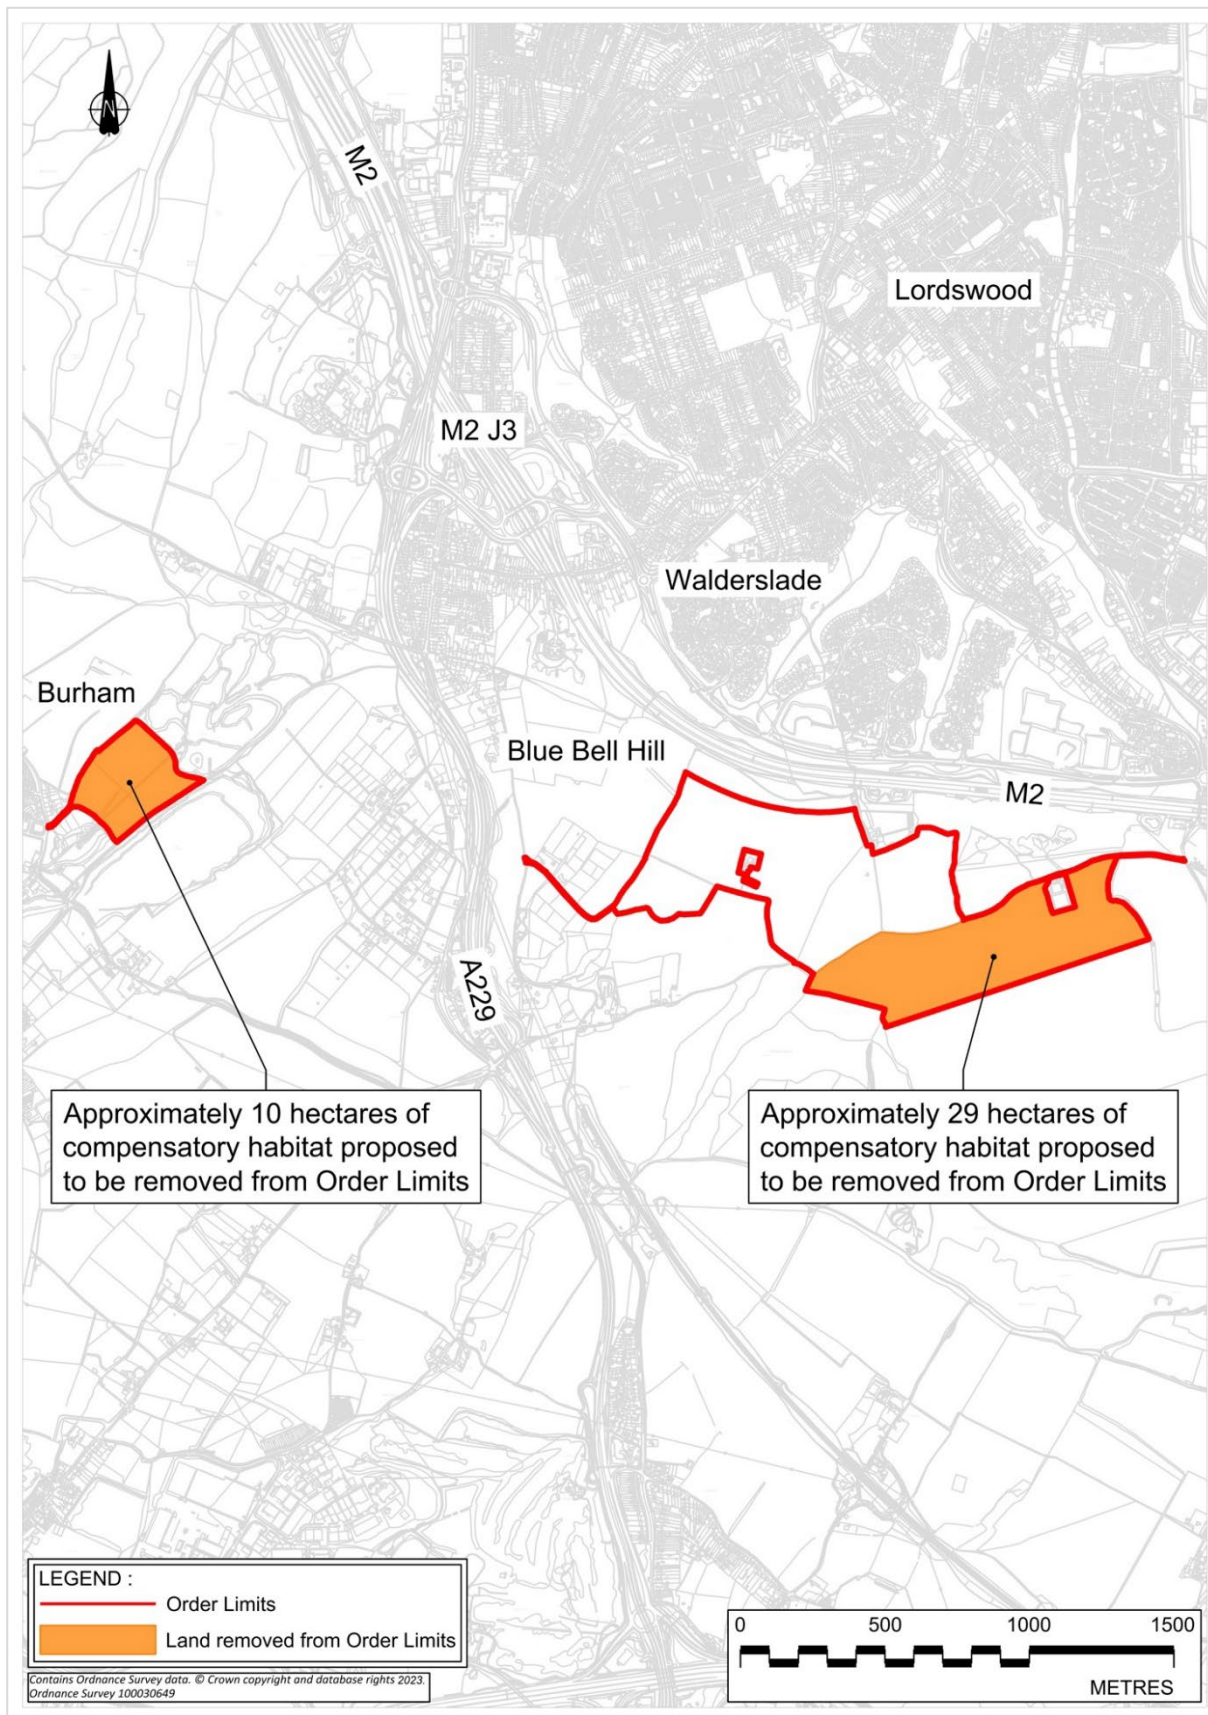 N
M2
Lordswood
M2 J3
Walderslade
Burham
Blue Bell Hill
M2
A229
Approximately 10 hectares of
compensatory habitat proposed
to be removed from Order Limits
Approximately 29 hectares of
compensatory habitat proposed
to be removed from Order Limits
LEGEND :
Order Limits
Land removed from Order Limits
Contains Ordnance Survey data. © Crown copyright and database rights 2023.
Ordnance Survey 100030649
0 500 1000 1500
METRES